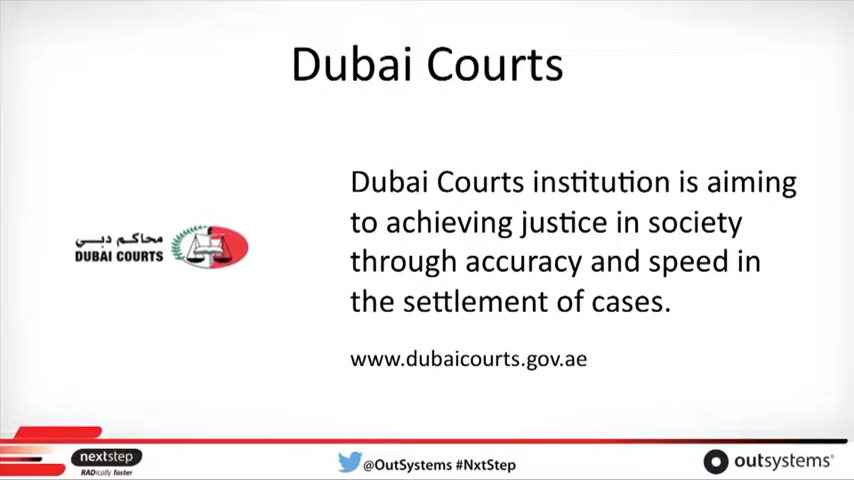 Dubai Courts
محاكم دبي
DUBAI COURTS
Dubai Courts institution is aiming
to achieving justice in society
through accuracy and speed in
the settlement of cases.
www.dubaicourts.gov.ae
nextstep
RADically faster
@OutSystems #NxtStep
outsystems®